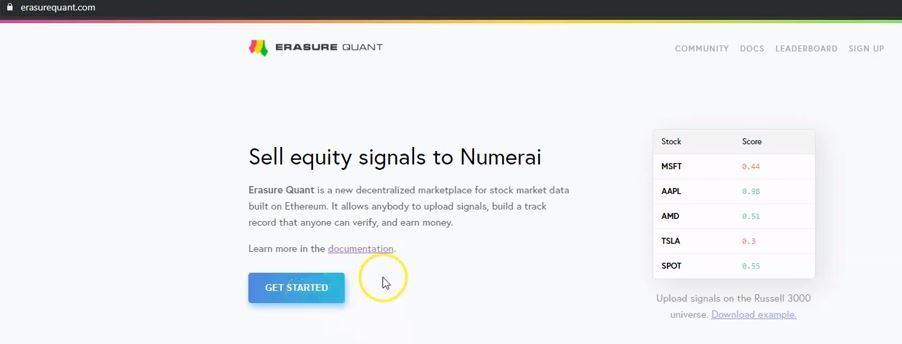 erasurequant.com
ERASURE QUANT
COMMUNITY DOCS LEADERBOARD SIGN UP
Sell equity signals to Numerai
Erasure Quant is a new decentralized marketplace for stock market data
built on Ethereum. It allows anybody to upload signals, build a track
record that anyone can verify, and earn money.
Learn more in the documentation.
GET STARTED
Stock Score
MSFT 0.44
AAPL 0.98
AMD 0.51
TSLA 0.3
SPOT 0.55
Upload signals on the Russell 3000
universe. Download example.